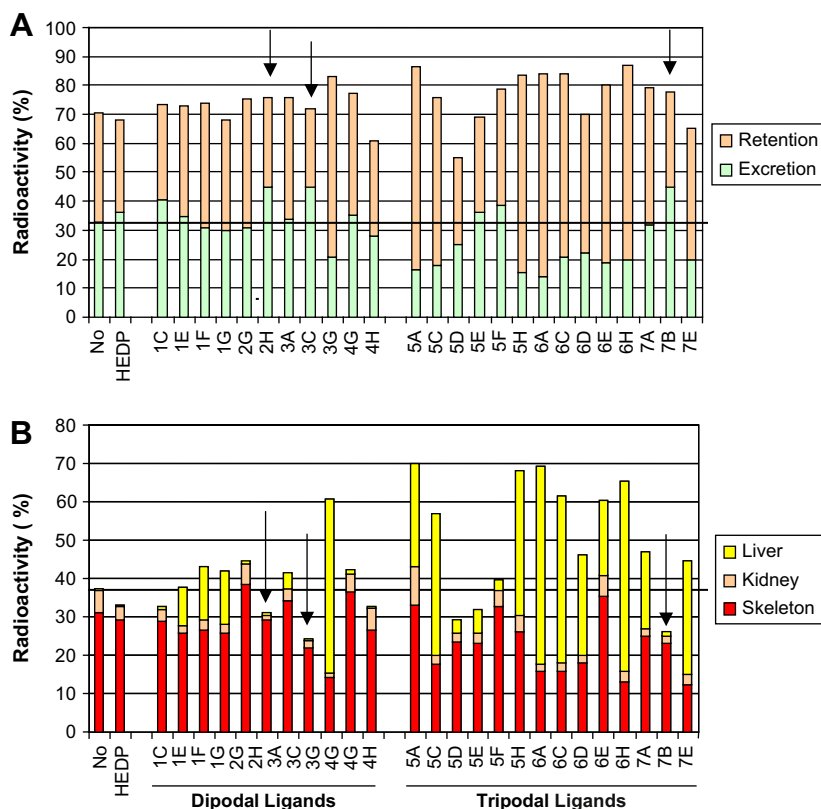 A
Radioactivity (%)
100
90
80
70
60
50
40
30
20
10
0
No
HEDP
1C
1E
1F
1G
2G
2H
3A
3C
3G
4G
4H
5A
5C
5D
5E
5F
5H
6A
6C
6D
6E
6H
7A
7B
7E
Retention
Excretion
B
Radioactivity ( %)
80
70
60
50
40
30
20
10
0
No
HEDP
1C
1E
1F
1G
2G
2H
3A
3C
3G
4G
4G
4H
5A
5C
5D
5E
5F
5H
6A
6C
6D
6E
6H
7A
7B
7E
Dipodal Ligands
Tripodal Ligands
Liver
Kidney
Skeleton